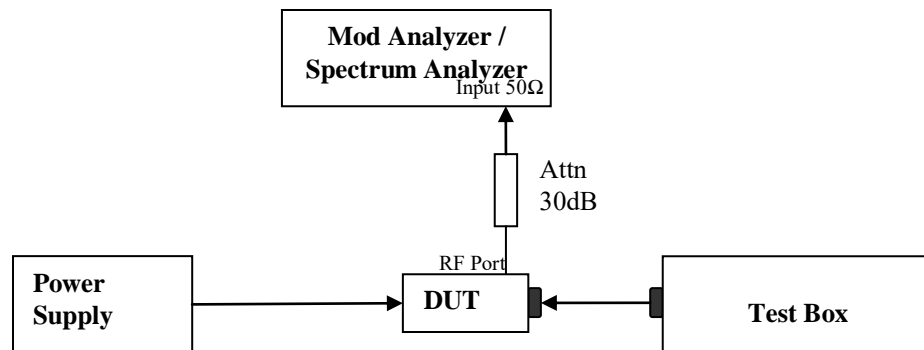 Mod Analyzer /
Spectrum Analyzer
Input 50Ω
Attn
30dB
RF Port
Power
Supply
DUT
Test Box